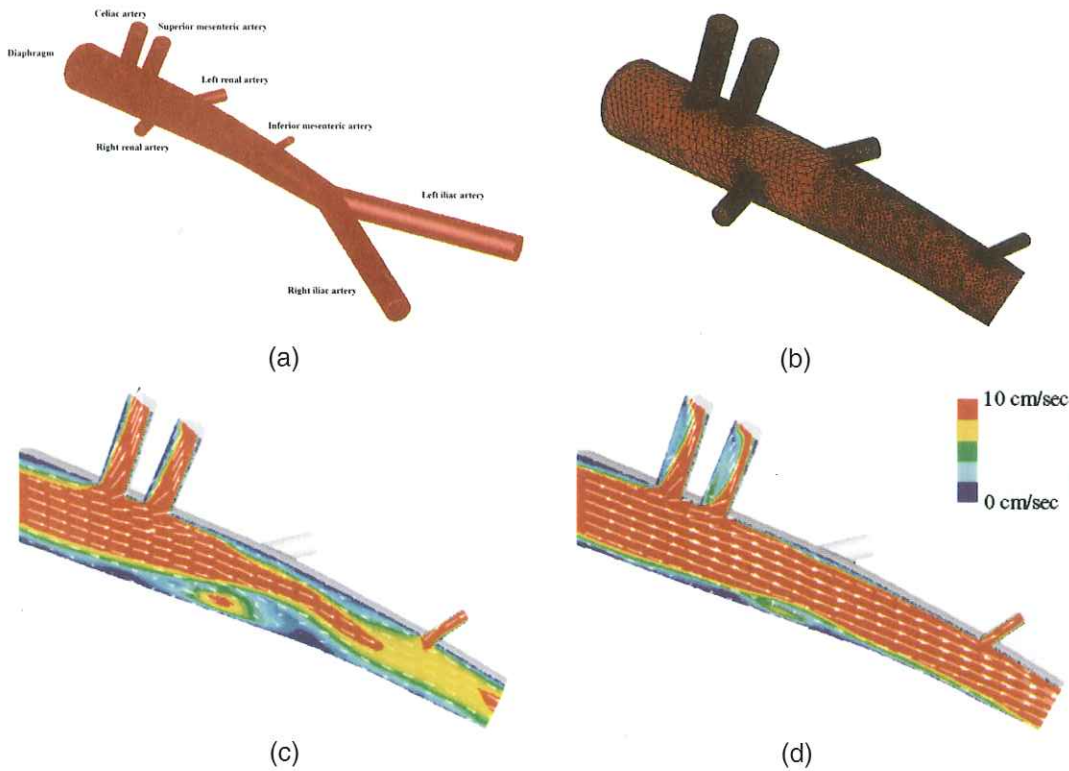 Celiac artery
Superior mesenteric artery
Diaphragm
Left renal artery
Inferior mesenteric artery
Right renal artery
Left iliac artery
Right iliac artery
(a)
(b)
10 cm/sec
0 cm/sec
(c)
(d)